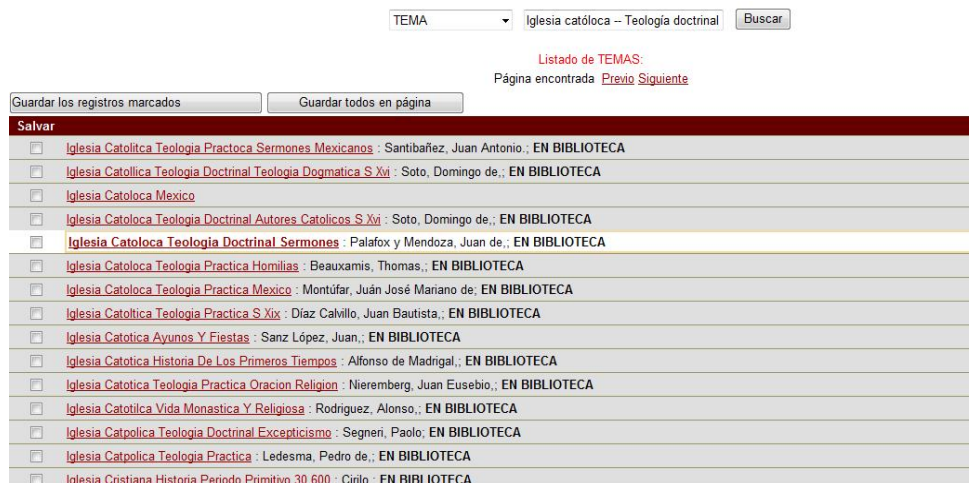 TEMA Iglesia católoca -- Teología doctrinal Buscar
Listado de TEMAS:
Página encontrada Previo Siguiente
Guardar los registros marcados Guardar todos en página
Salvar
Iglesia Catolitca Teologia Practoca Sermones Mexicanos : Santibañez, Juan Antonio.; EN BIBLIOTECA
Iglesia Catollica Teologia Doctrinal Teologia Dogmatica S Xvi : Soto, Domingo de,; EN BIBLIOTECA
Iglesia Catoloca Mexico
Iglesia Catoloca Teologia Doctrinal Autores Catolicos S Xvi : Soto, Domingo de,; EN BIBLIOTECA
Iglesia Catoloca Teologia Doctrinal Sermones : Palafox y Mendoza, Juan de,; EN BIBLIOTECA
Iglesia Catoloca Teologia Practica Homilias : Beauxamis, Thomas,; EN BIBLIOTECA
Iglesia Catoloca Teologia Practica Mexico : Montúfar, Juán José Mariano de; EN BIBLIOTECA
Iglesia Catoltica Teologia Practica S Xix : Díaz Calvillo, Juan Bautista,; EN BIBLIOTECA
Iglesia Catotica Ayunos Y Fiestas : Sanz López, Juan,; EN BIBLIOTECA
Iglesia Catotica Historia De Los Primeros Tiempos : Alfonso de Madrigal,; EN BIBLIOTECA
Iglesia Catotica Teologia Practica Oracion Religion : Nieremberg, Juan Eusebio,; EN BIBLIOTECA
Iglesia Catotilca Vida Monastica Y Religiosa : Rodriguez, Alonso,; EN BIBLIOTECA
Iglesia Catpolica Teologia Doctrinal Excepticismo : Segneri, Paolo; EN BIBLIOTECA
Iglesia Catpolica Teologia Practica : Ledesma, Pedro de,; EN BIBLIOTECA
Iglesia Cristiana Historia Periodo Primitivo 30 600 : Cirilo : EN BIBLIOTECA